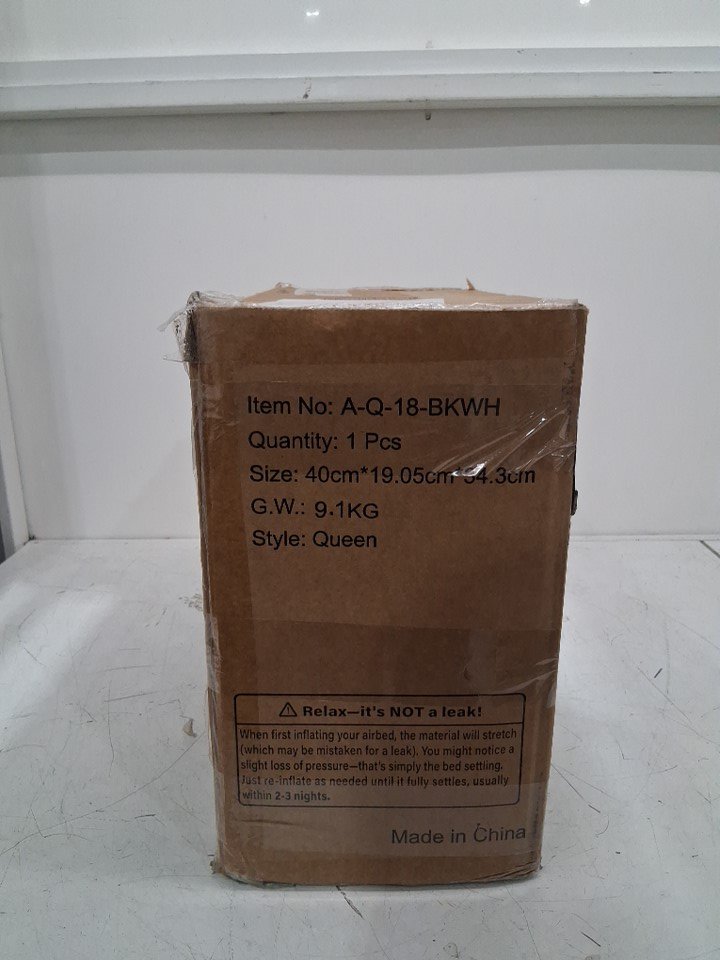 Item No: A-Q-18-BKWH
Quantity: 1 Pcs
Size: 40cm*19.05cm*34.3cm
G.W.: 9.1KG
Style: Queen
⚠ Relax—it's NOT a leak!
When first inflating your airbed, the material will stretch
(which may be mistaken for a leak). You might notice a
slight loss of pressure—that's simply the bed settling.
Just re-inflate as needed until it fully settles, usually
within 2-3 nights.
Made in China